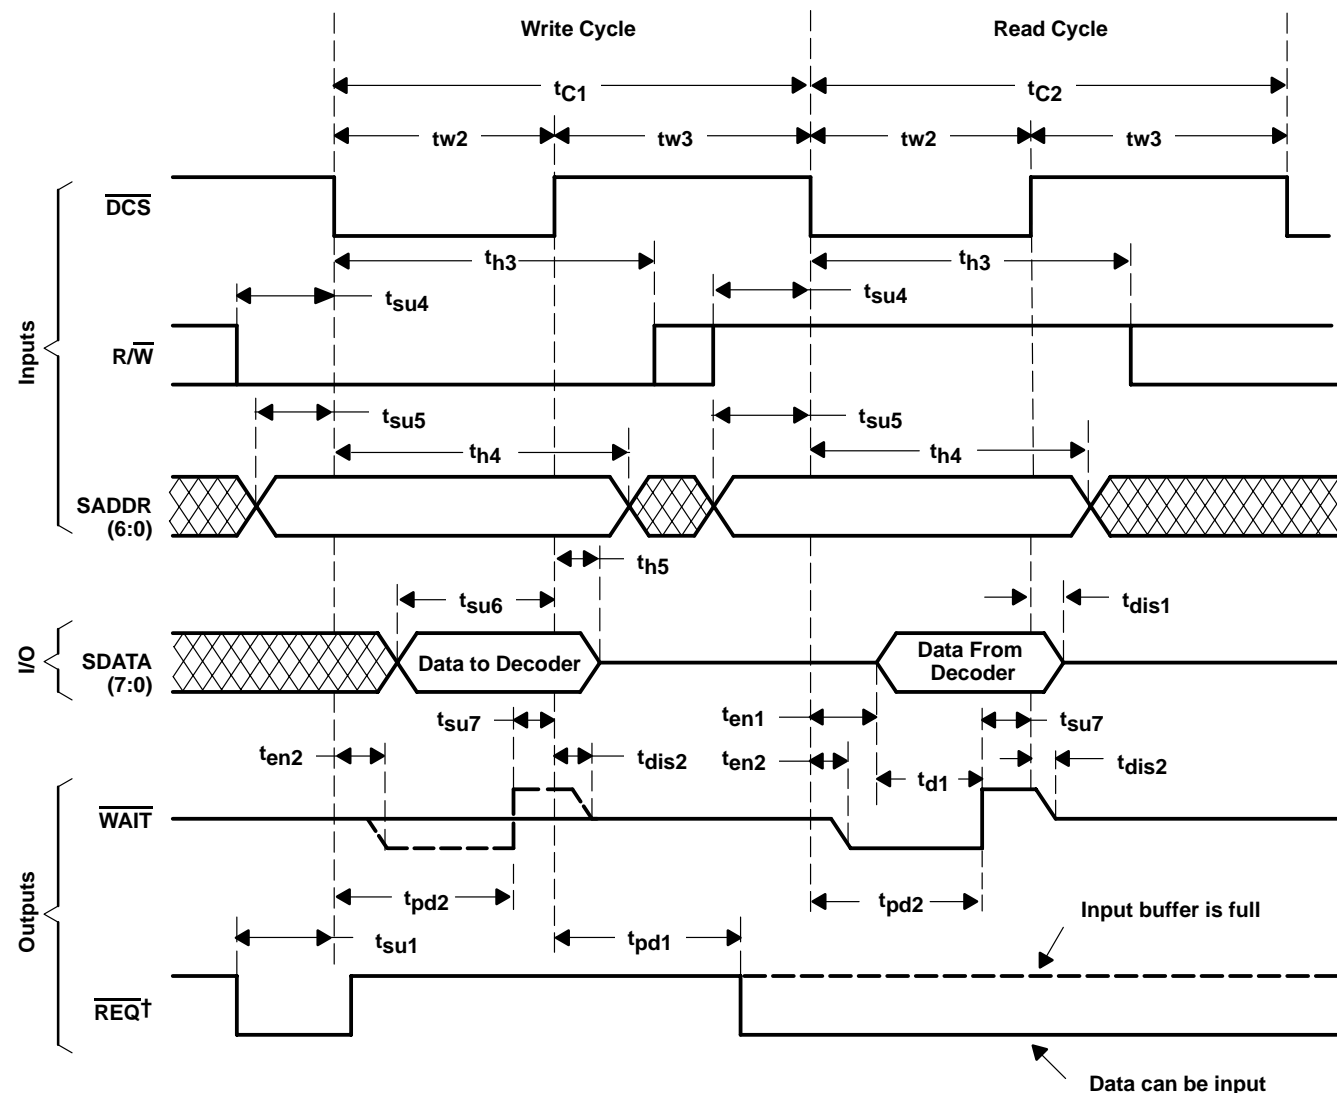 Write Cycle Read Cycle
tC1 tC2
tw2 tw3 tw2 tw3
DCS
th3 th3
tsu4 tsu4
R/W
tsu5 tsu5
th4 th4
SADDR
(6:0)
Inputs
th5
tsu6 tdis1
I/O
SDATA
(7:0)
Data to Decoder
Data From
Decoder
tsu7 ten1 tsu7
ten2 tdis2 ten2 td1 tdis2
WAIT
tpd2 tpd2
Input buffer is full
Outputs
tsu1 tpd1
REQ†
Data can be input